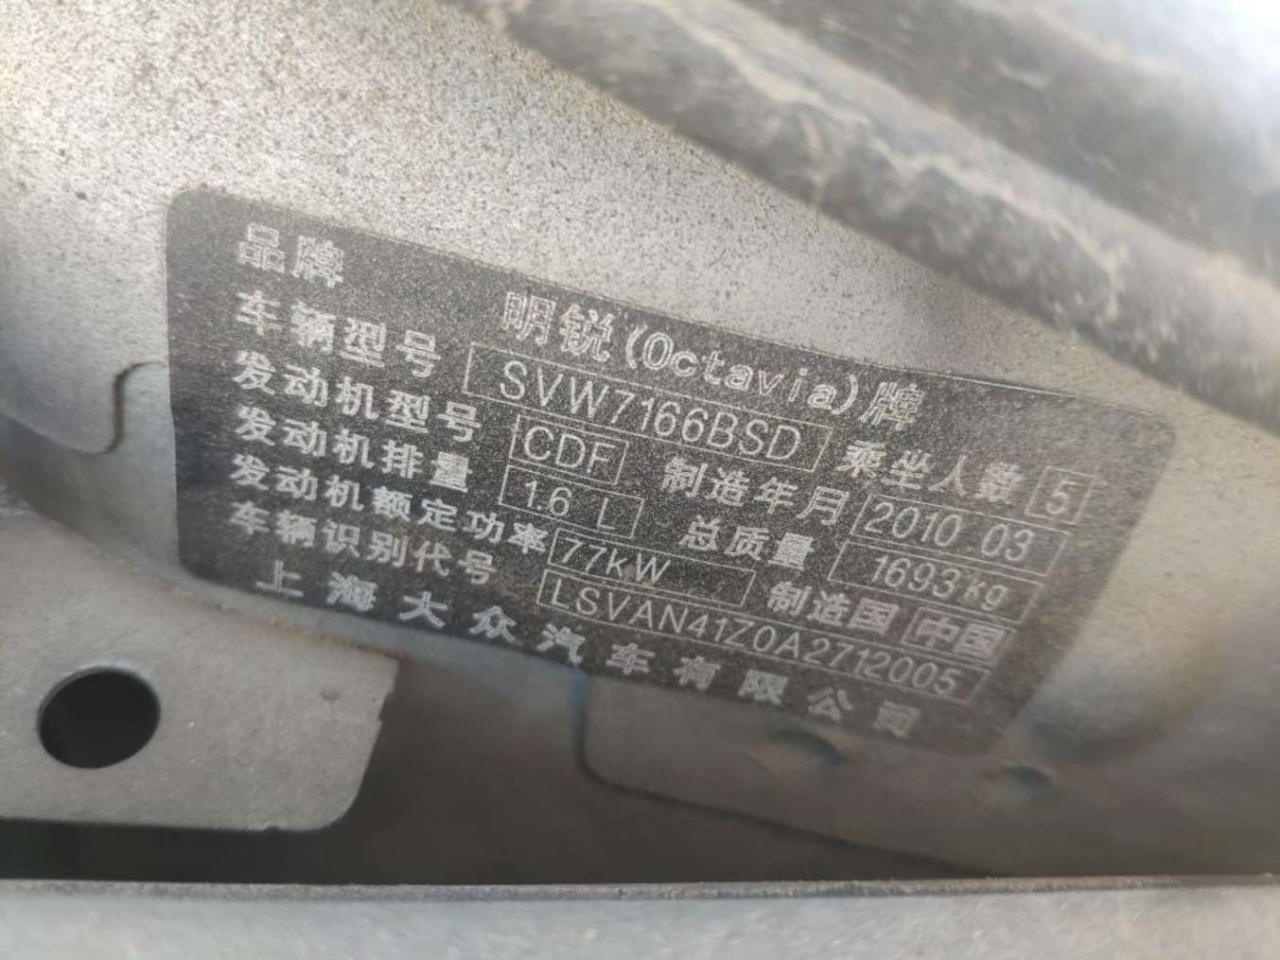 品牌 明锐(Octavia)牌
车辆型号 SVW7166BSD 乘坐人数 5
发动机型号 CDF 制造年月 2010.03
发动机排量 1.6 L 总质量 1693kg
发动机额定功率 77kW 制造国 中国
车辆识别代号 LSVAN41Z0A2712005
上海大众汽车有限公司